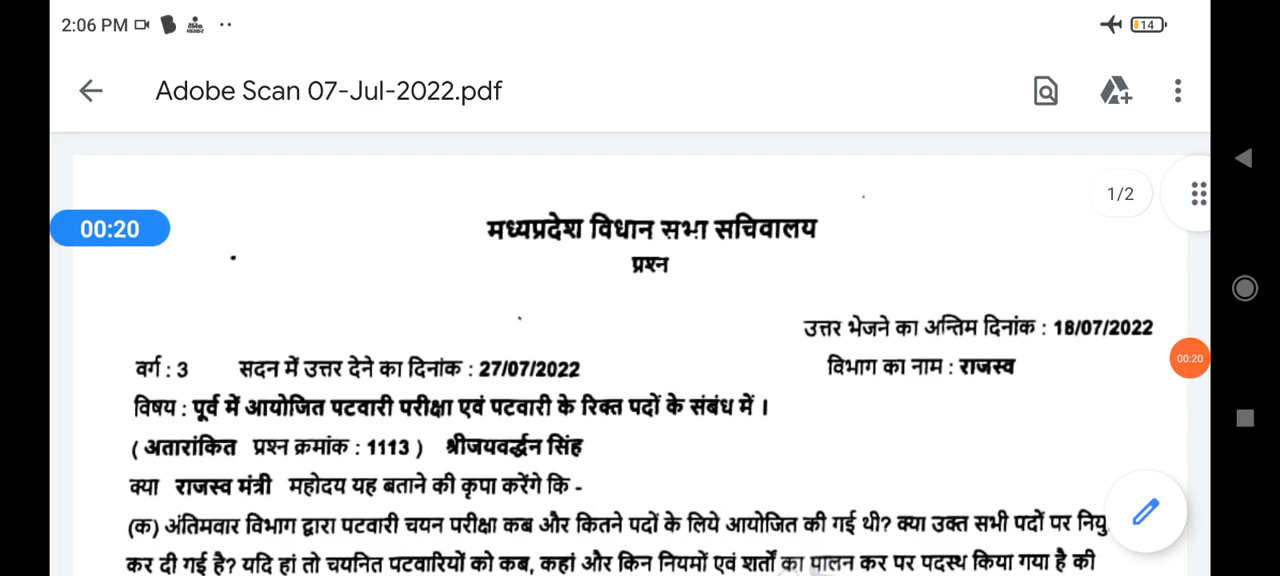 2:06 PM
14
Adobe Scan 07-Jul-2022.pdf
1/2
00:20
मध्यप्रदेश विधान सभा सचिवालय
प्रश्न
उत्तर भेजने का अन्तिम दिनांक : 18/07/2022
वर्ग : 3 सदन में उत्तर देने का दिनांक : 27/07/2022
विभाग का नाम : राजस्व
00:20
विषय : पूर्व में आयोजित पटवारी परीक्षा एवं पटवारी के रिक्त पदों के संबंध में ।
( अतारांकित प्रश्न क्रमांक : 1113 ) श्रीजयवर्द्धन सिंह
क्या राजस्व मंत्री महोदय यह बताने की कृपा करेंगे कि -
(क) अंतिमवार विभाग द्वारा पटवारी चयन परीक्षा कब और कितने पदों के लिये आयोजित की गई थी? क्या उक्त सभी पदों पर नियु
कर दी गई है? यदि हां तो चयनित पटवारियों को कब, कहां और किन नियमों एवं शर्तों का पालन कर पर पदस्थ किया गया है की